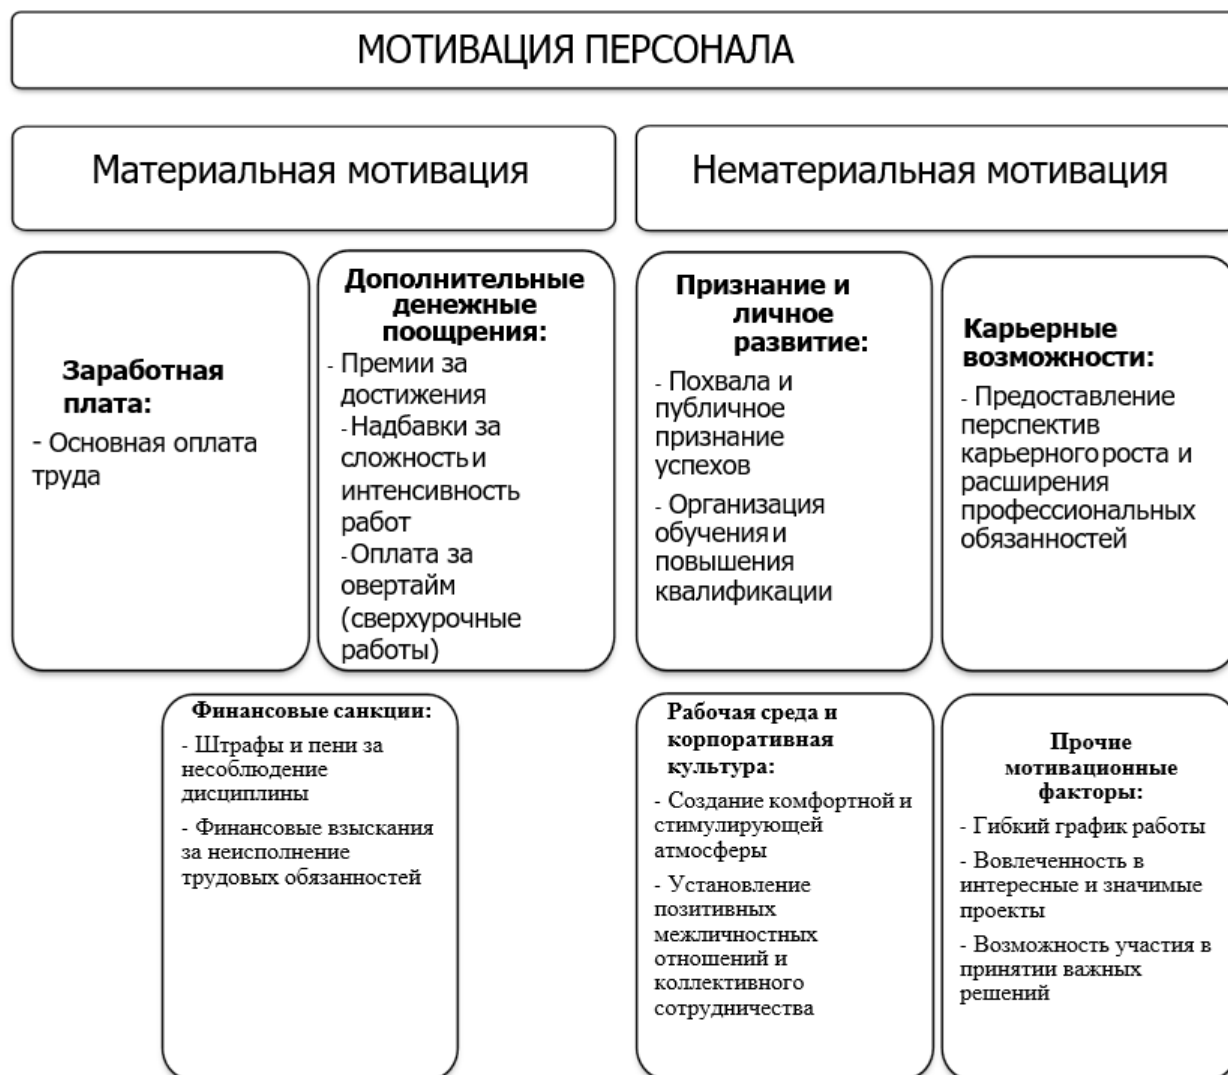 МОТИВАЦИЯ ПЕРСОНАЛА
Материальная мотивация
Нематериальная мотивация
Заработная
плата:
- Основная оплата
труда
Дополнительные
денежные
поощрения:
- Премии за
достижения
-Надбавки за
сложность и
интенсивность
работ
-Оплата за
овертайм
(сверхурочные
работы)
Признание и
личное
развитие:
- Похвала и
публичное
признание
успехов
- Организация
обучения и
повышения
квалификации
Карьерные
возможности:
- Предоставление
перспектив
карьерного роста и
расширения
профессиональных
обязанностей
Финансовые санкции:
- Штрафы и пени за
несоблюдение
дисциплины
- Финансовые взыскания
за неисполнение
трудовых обязанностей
Рабочая среда и
корпоративная
культура:
- Создание комфортной и
стимулирующей
атмосферы
- Установление
позитивных
межличностных
отношений и
коллективного
сотрудничества
Прочие
мотивационные
факторы:
- Гибкий график работы
- Вовлеченность в
интересные и значимые
проекты
- Возможность участия в
принятии важных
решений